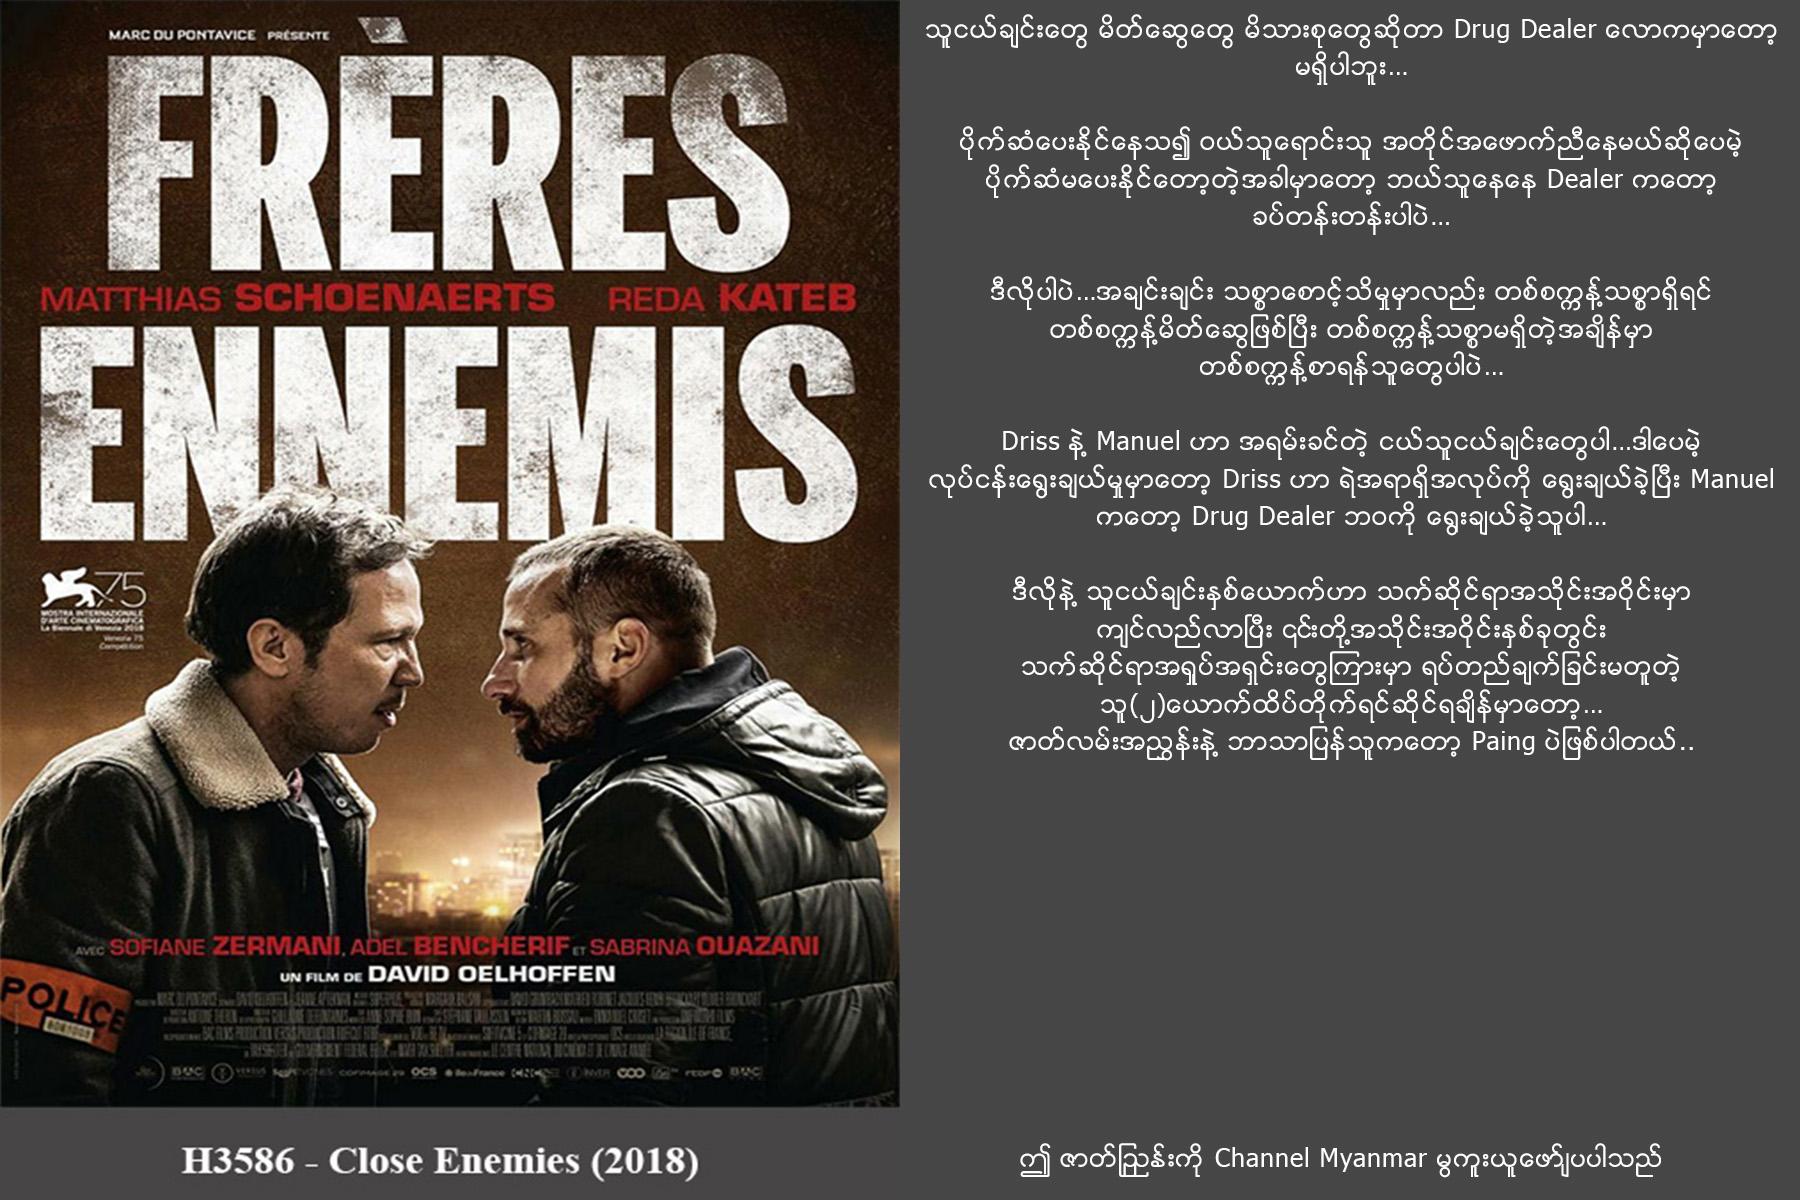 MARC DU PONTAVICE PRÉSENTE
FRÈRES
MATTHIAS SCHOENAERTS REDA KATEB
ENNEMIS
75
MOSTRA INTERNAZIONALE
D'ARTE CINEMATOGRAFICA
La Biennale di Venezia 2018
Venezia 75
Competition
AVEC SOFIANE ZERMANI, ADEL BENCHERIF ET SABRINA OUAZANI
UN FILM DE DAVID OELHOFFEN
POLICE
OCS
H3586 - Close Enemies (2018)
သူငယ်ချင်းတွေ မိတ်ဆွေတွေ မိသားစုတွေဆိုတာ Drug Dealer လောကမှာတော့
မရှိပါဘူး...
ပိုက်ဆံပေးနိုင်နေသ၍ ဝယ်သူရောင်းသူ အတိုင်အဖောက်ညီနေမယ်ဆိုပေမဲ့
ပိုက်ဆံမပေးနိုင်တော့တဲ့အခါမှာတော့ ဘယ်သူနေနေ Dealer ကတော့
ခပ်တန်းတန်းပါပဲ...
ဒီလိုပါပဲ...အချင်းချင်း သစ္စာစောင့်သိမှုမှာလည်း တစ်စက္ကန့်သစ္စာရှိရင်
တစ်စက္ကန့်မိတ်ဆွေဖြစ်ပြီး တစ်စက္ကန့်သစ္စာမရှိတဲ့အချိန်မှာ
တစ်စက္ကန့်စာရန်သူတွေပါပဲ...
Driss နဲ့ Manuel ဟာ အရမ်းခင်တဲ့ ငယ်သူငယ်ချင်းတွေပါ...ဒါပေမဲ့
လုပ်ငန်းရွေးချယ်မှုမှာတော့ Driss ဟာ ရဲအရာရှိအလုပ်ကို ရွေးချယ်ခဲ့ပြီး Manuel
ကတော့ Drug Dealer ဘဝကို ရွေးချယ်ခဲ့သူပါ...
ဒီလိုနဲ့ သူငယ်ချင်းနှစ်ယောက်ဟာ သက်ဆိုင်ရာအသိုင်းအဝိုင်းမှာ
ကျင်လည်လာပြီး ၎င်းတို့အသိုင်းအဝိုင်းနှစ်ခုတွင်း
သက်ဆိုင်ရာအရှုပ်အရှင်းတွေကြားမှာ ရပ်တည်ချက်ခြင်းမတူတဲ့
သူ(၂)ယောက်ထိပ်တိုက်ရင်ဆိုင်ရချိန်မှာတော့...
ဇာတ်လမ်းအညွှန်းနဲ့ ဘာသာပြန်သူကတော့ Paing ပဲဖြစ်ပါတယ်..
ဤ ဇာတ်ညြွန်းကို Channel Myanmar မွကူးယူဖော်ျပပါသည်